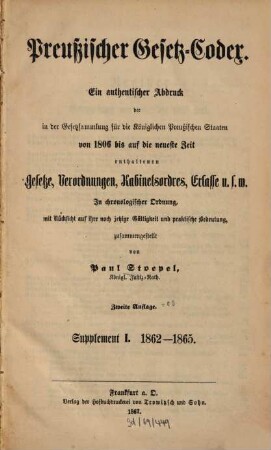 Preußischer Gesetz-Codex.
Ein authentischer Abdruck
der
in der Gesetzsammlung für die Königlichen Preußischen Staaten
von 1806 bis auf die neueste Zeit
enthaltenen
Gesetze, Verordnungen, Kabinetsordres, Erlasse u. s. w.
In chronologischer Ordnung,
mit Rücksicht auf ihre noch jetzige Gültigkeit und praktische Bedeutung,
zusammengestellt
von
Paul Stoepel,
Königl. Justiz-Rath.
Zweite Auflage.
Supplement I. 1862—1865.
Frankfurt a. O.
Verlag der Hofbuchdruckerei von Trowitzsch und Sohn.
1867.